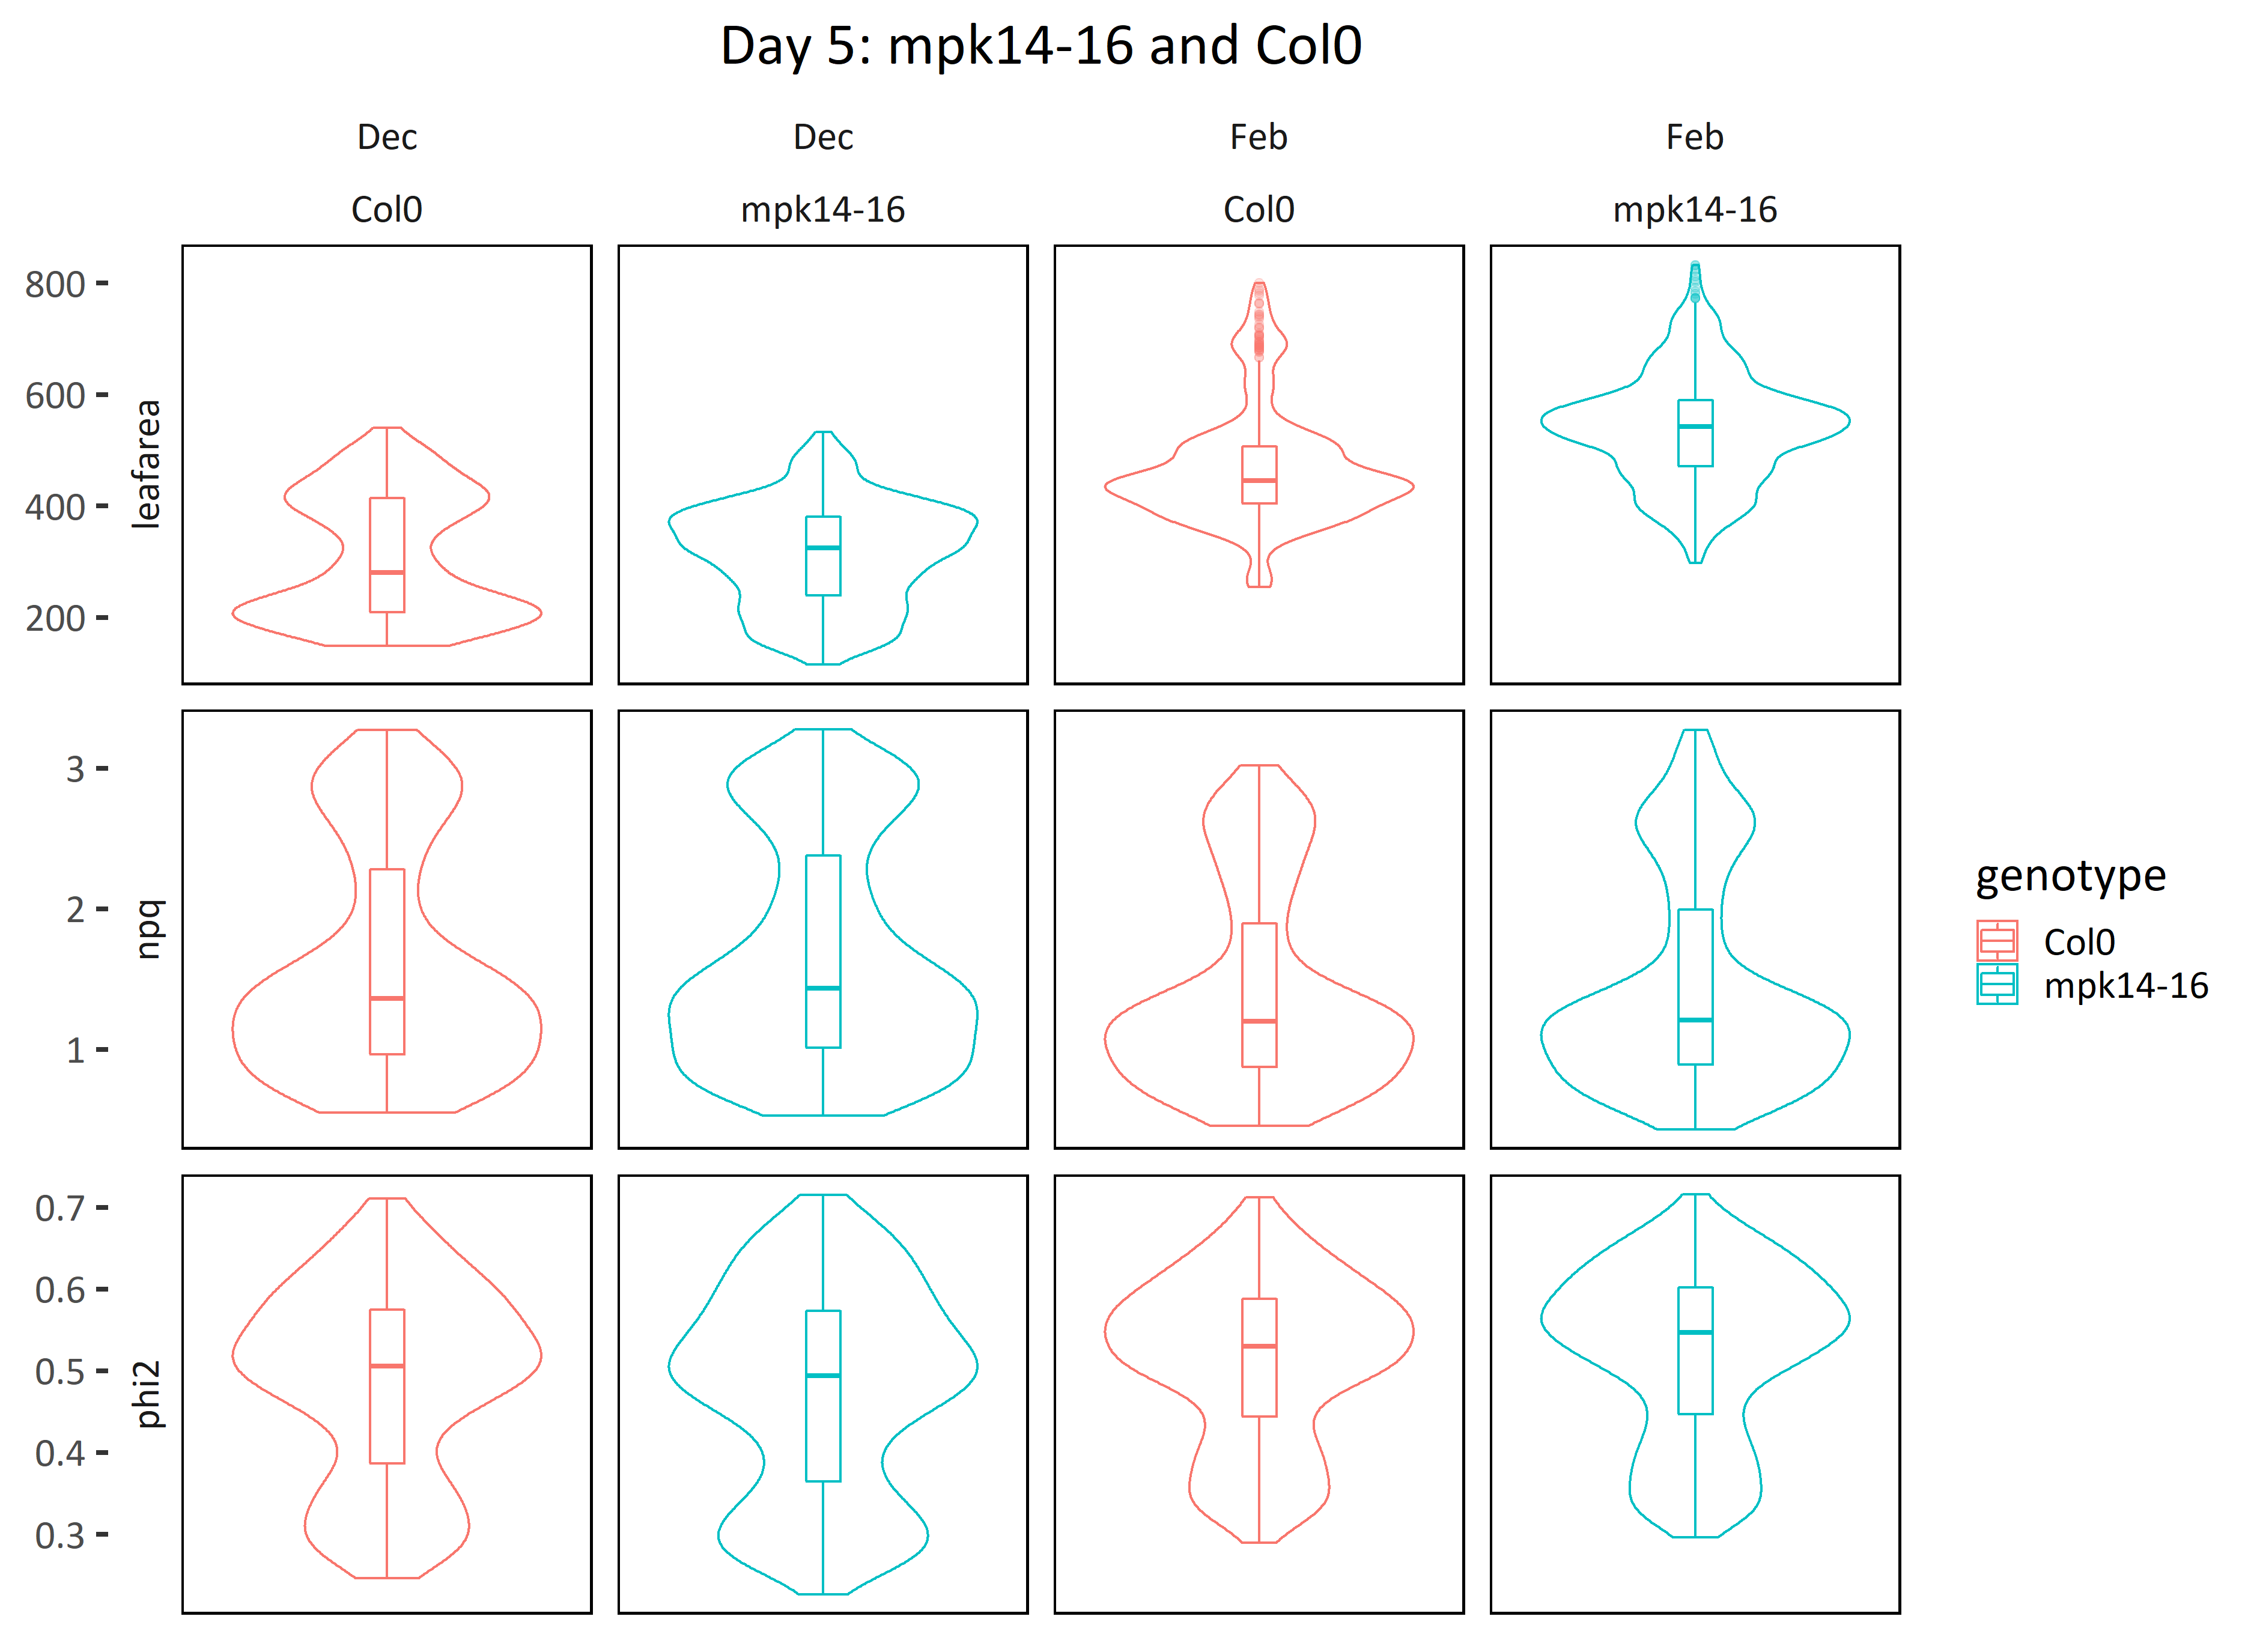 Day 5: mpk14-16 and Col0
Dec Dec Feb Feb
Col0 mpk14-16 Col0 mpk14-16
leafarea
800
600
400
200
npq
3
2
1
phi2
0.7
0.6
0.5
0.4
0.3
genotype
Col0
mpk14-16